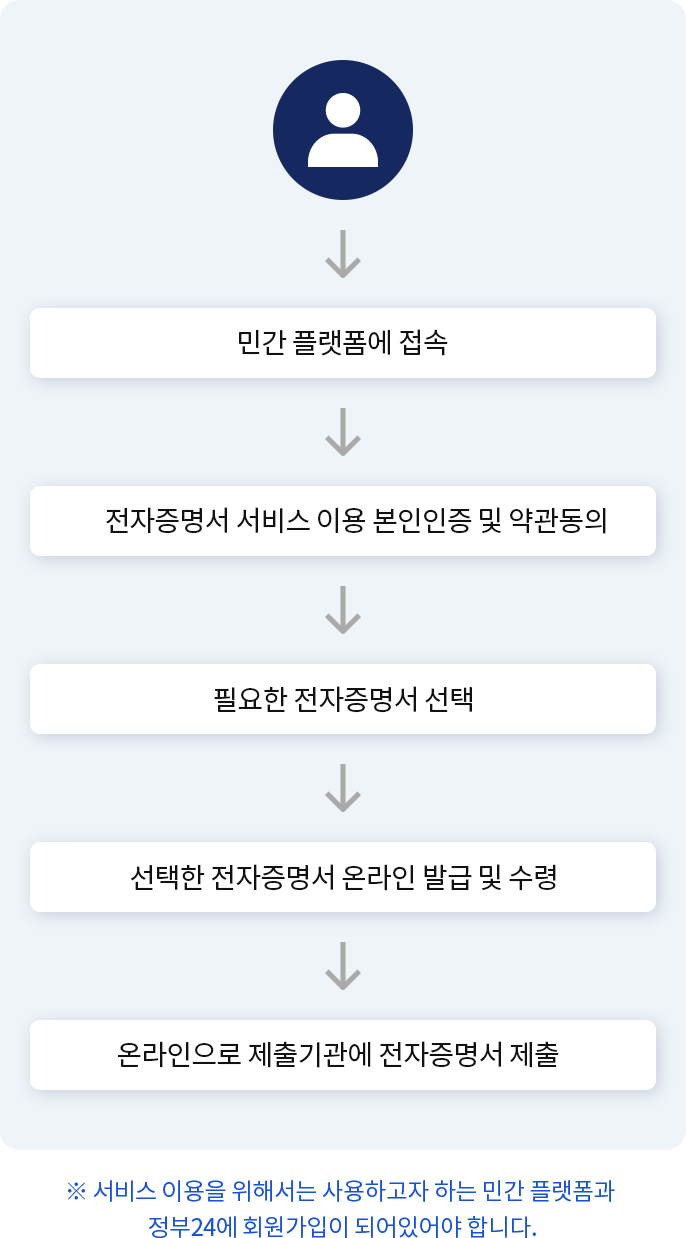 민간 플랫폼에 접속
전자증명서 서비스 이용 본인인증 및 약관동의
필요한 전자증명서 선택
선택한 전자증명서 온라인 발급 및 수령
온라인으로 제출기관에 전자증명서 제출
※ 서비스 이용을 위해서는 사용하고자 하는 민간 플랫폼과
정부24에 회원가입이 되어있어야 합니다.